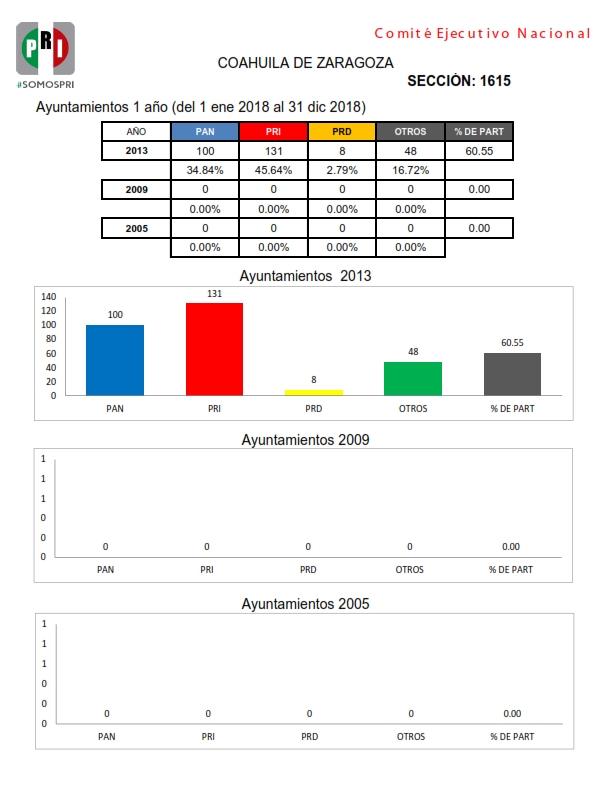 PRI
#SOMOSPRI
Comité Ejecutivo Nacional
COAHUILA DE ZARAGOZA
SECCIÓN: 1615
Ayuntamientos 1 año (del 1 ene 2018 al 31 dic 2018)
AÑO PAN PRI PRD OTROS % DE PART
2013 100 131 8 48 60.55
34.84% 45.64% 2.79% 16.72%
2009 0 0 0 0 0.00
0.00% 0.00% 0.00% 0.00%
2005 0 0 0 0 0.00
0.00% 0.00% 0.00% 0.00%
Ayuntamientos 2013
140
120
100
80
60
40
20
0
100 131 8 48 60.55
PAN PRI PRD OTROS % DE PART
Ayuntamientos 2009
1
1
1
0
0
0
0 0 0 0 0.00
PAN PRI PRD OTROS % DE PART
Ayuntamientos 2005
1
1
1
0
0
0
0 0 0 0 0.00
PAN PRI PRD OTROS % DE PART